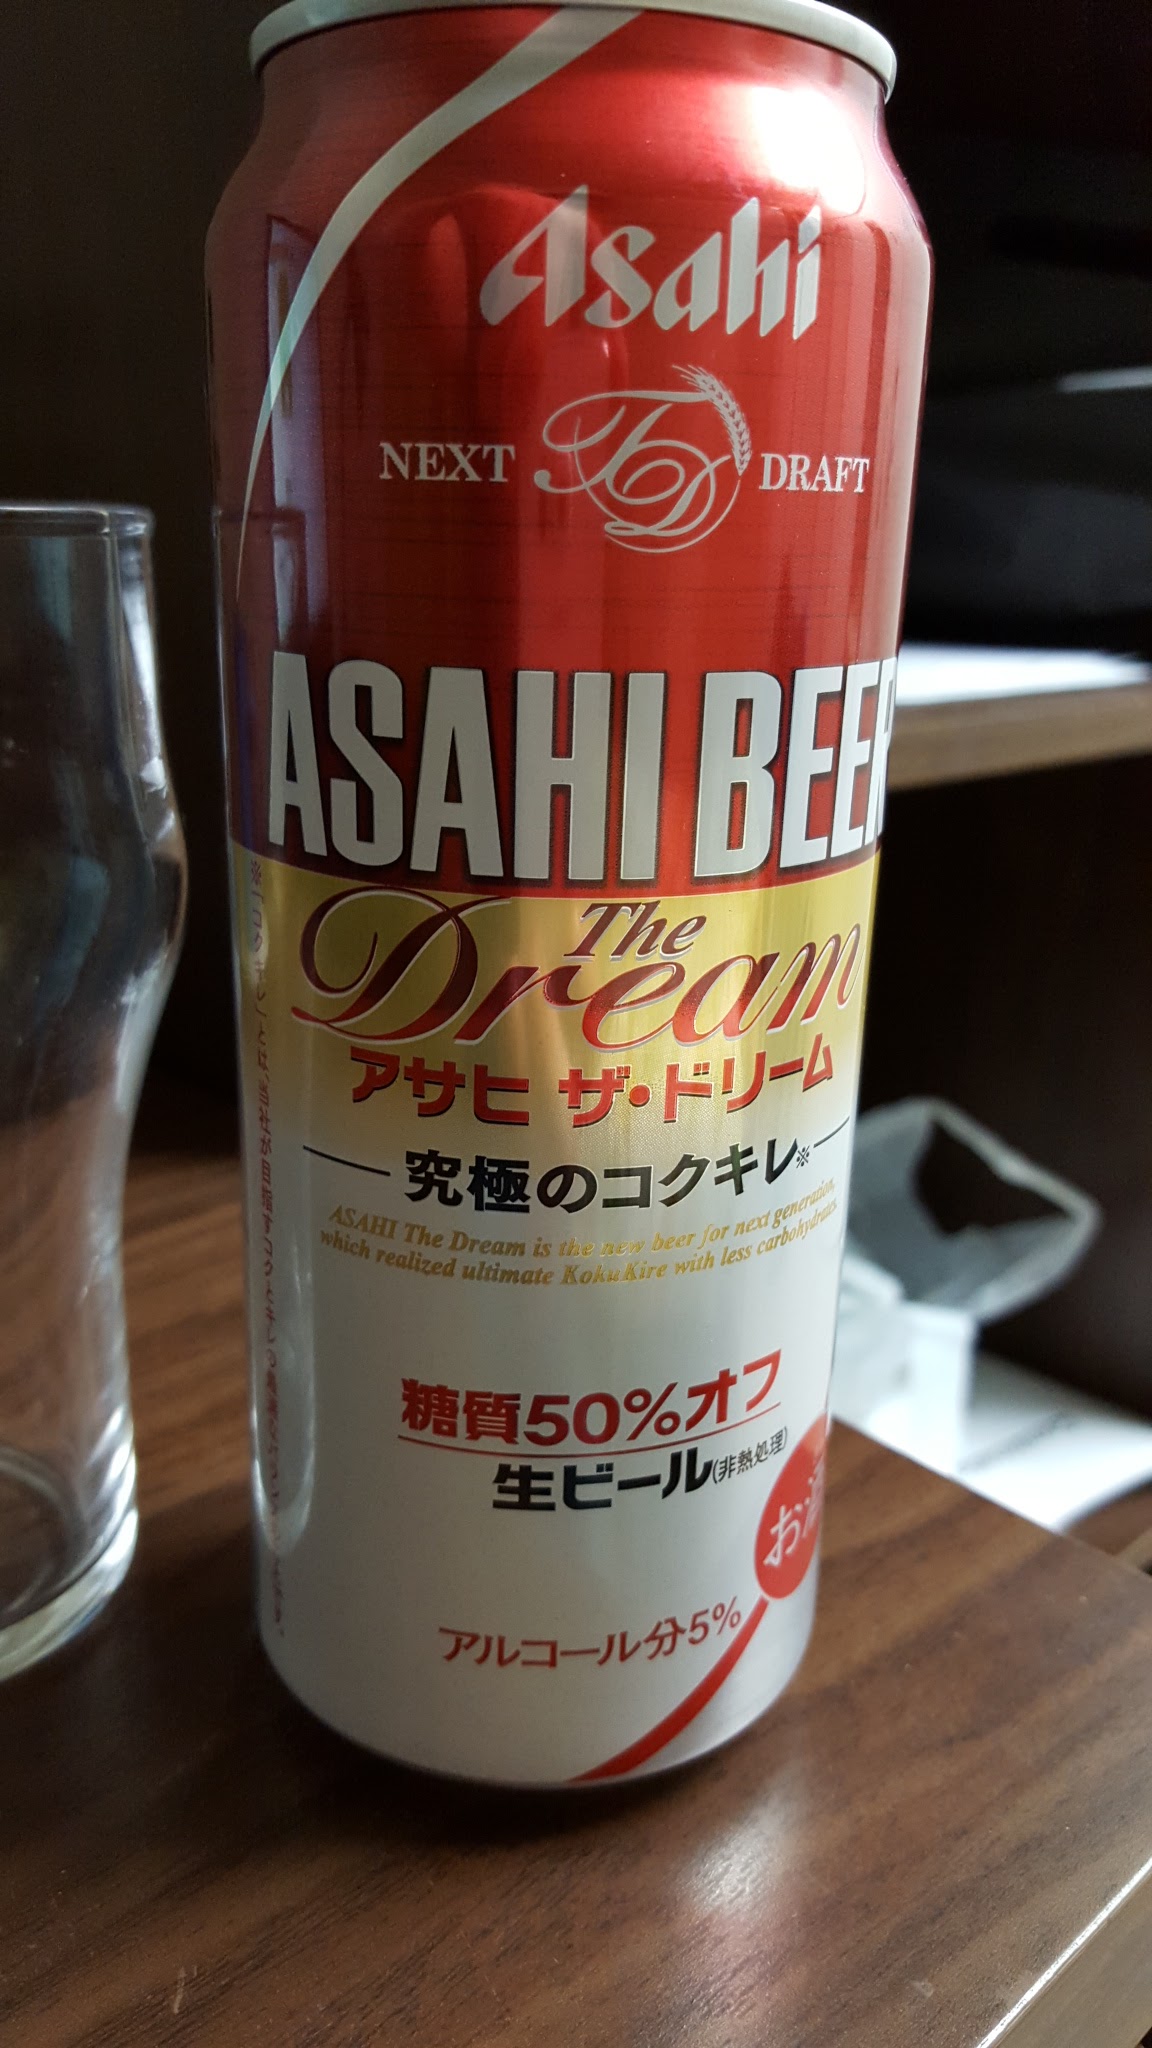 Asahi
NEXT TD DRAFT
ASAHI BEER
The
Dream
アサヒ ザ・ドリーム
究極のコクキレ※
ASAHI The Dream is the new beer for next generation,
which realized ultimate KokuKire with less carbohydrates.
糖質50%オフ
生ビール(非熱処理)
お酒
アルコール分5%